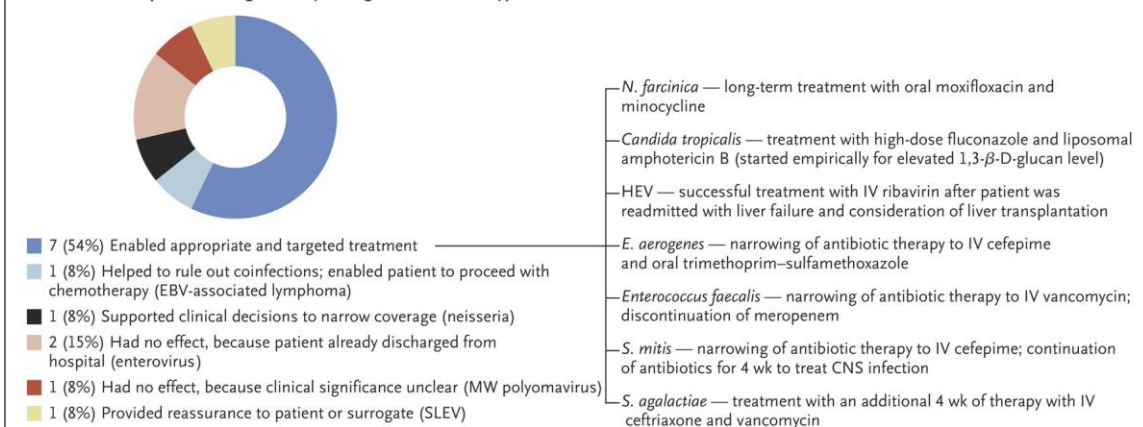 7 (54%) Enabled appropriate and targeted treatment
1 (8%) Helped to rule out coinfections; enabled patient to proceed with
chemotherapy (EBV-associated lymphoma)
1 (8%) Supported clinical decisions to narrow coverage (neisseria)
2 (15%) Had no effect, because patient already discharged from
hospital (enterovirus)
1 (8%) Had no effect, because clinical significance unclear (MW polyomavirus)
1 (8%) Provided reassurance to patient or surrogate (SLEV)
N. farcinica — long-term treatment with oral moxifloxacin and
minocycline
Candida tropicalis — treatment with high-dose fluconazole and liposomal
amphotericin B (started empirically for elevated 1,3-β-D-glucan level)
HEV — successful treatment with IV ribavirin after patient was
readmitted with liver failure and consideration of liver transplantation
E. aerogenes — narrowing of antibiotic therapy to IV cefepime
and oral trimethoprim–sulfamethoxazole
Enterococcus faecalis — narrowing of antibiotic therapy to IV vancomycin;
discontinuation of meropenem
S. mitis — narrowing of antibiotic therapy to IV cefepime; continuation
of antibiotics for 4 wk to treat CNS infection
S. agalactiae — treatment with an additional 4 wk of therapy with IV
ceftriaxone and vancomycin